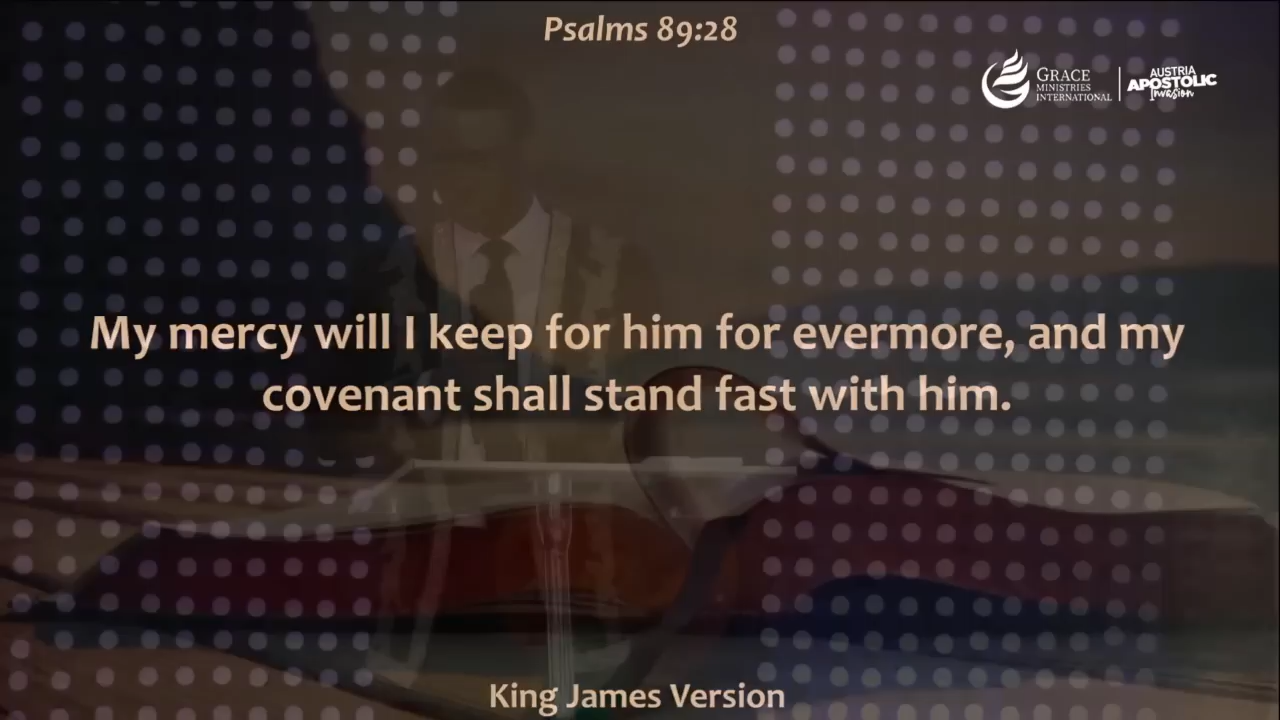 Psalms 89:28
GRACE
MINISTRIES
INTERNATIONAL
AUSTRIA
APOSTOLIC
Invasion
My mercy will I keep for him for evermore, and my
covenant shall stand fast with him.
King James Version